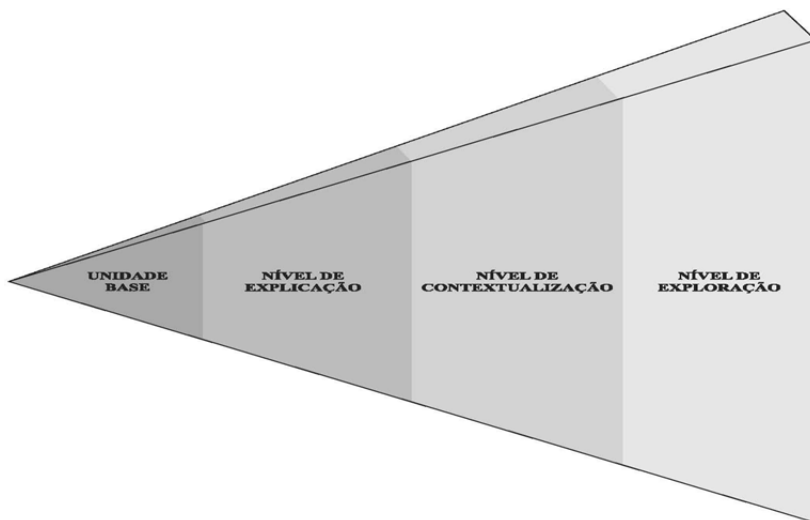 UNIDADE
BASE
NÍVEL DE
EXPLICAÇÃO
NÍVEL DE
CONTEXTUALIZAÇÃO
NÍVEL DE
EXPLORAÇÃO